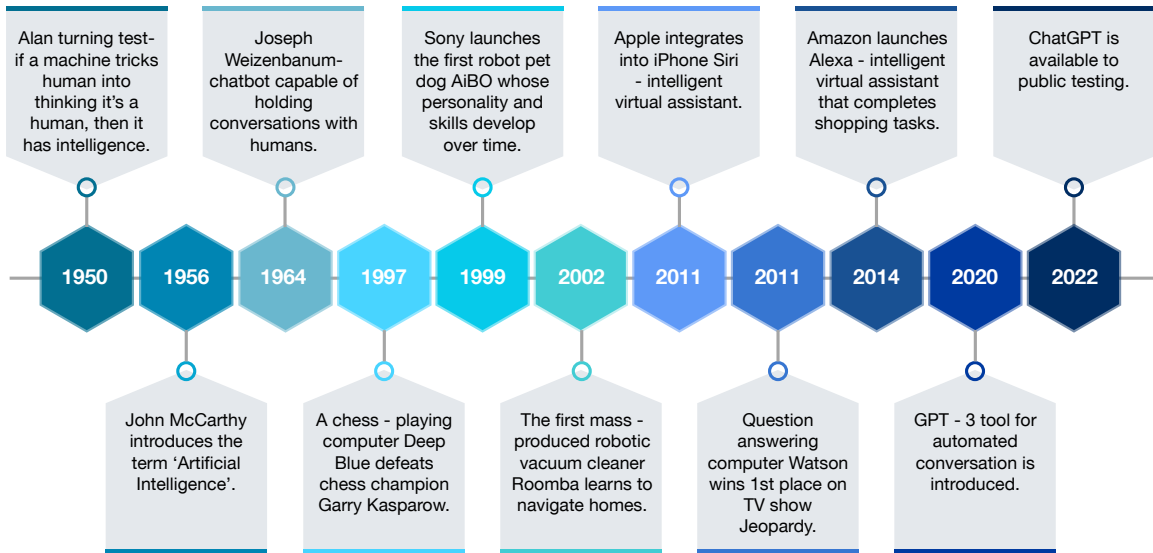 Alan turning test-
if a machine tricks
human into
thinking it's a
human, then it
has intelligence.
Joseph
Weizenbanum-
chatbot capable of
holding
conversations with
humans.
Sony launches
the first robot pet
dog AiBO whose
personality and
skills develop
over time.
Apple integrates
into iPhone Siri
- intelligent
virtual assistant.
Amazon launches
Alexa - intelligent
virtual assistant
that completes
shopping tasks.
ChatGPT is
available to
public testing.
1950
1956
1964
1997
1999
2002
2011
2011
2014
2020
2022
John McCarthy
introduces the
term ‘Artificial
Intelligence’.
A chess - playing
computer Deep
Blue defeats
chess champion
Garry Kasparow.
The first mass -
produced robotic
vacuum cleaner
Roomba learns to
navigate homes.
Question
answering
computer Watson
wins 1st place on
TV show
Jeopardy.
GPT - 3 tool for
automated
conversation is
introduced.